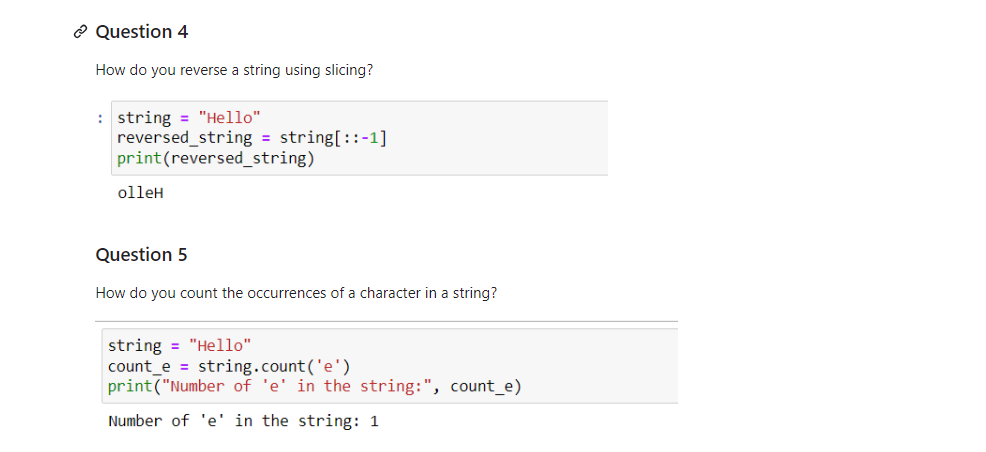 Question 4
How do you reverse a string using slicing?
: string = "Hello"
reversed_string = string[::-1]
print(reversed_string)
olleH
Question 5
How do you count the occurrences of a character in a string?
string = "Hello"
count_e = string.count('e')
print("Number of 'e' in the string:", count_e)
Number of 'e' in the string: 1